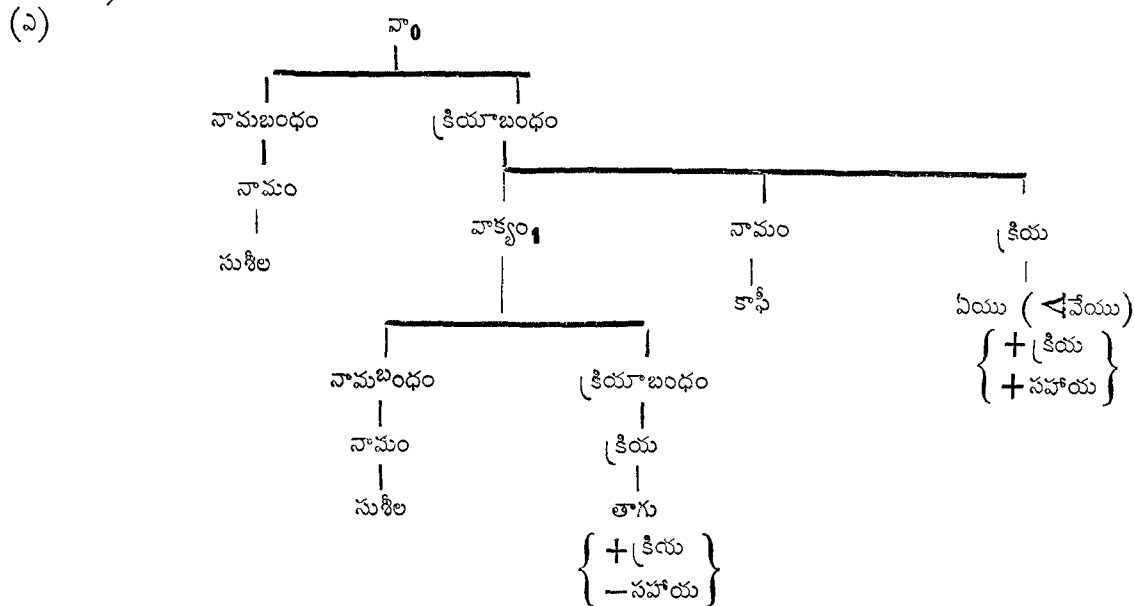 (ఎ)
వా0
నామబంధం క్రియాబంధం
నామం
వాక్యం1 నామం క్రియ
సుశీల
కాఫీ ఏయు ( < వేయు)
{ + క్రియ
+ సహాయ }
నామబంధం క్రియాబంధం
నామం క్రియ
సుశీల తాగు
{ + క్రియ
— సహాయ }